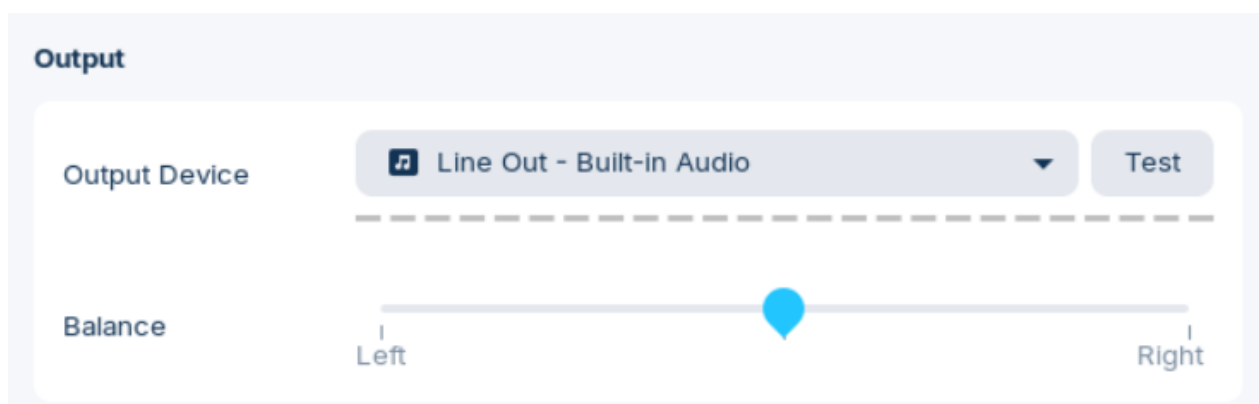 Output
Output Device
Line Out - Built-in Audio
Test
Balance
Left
Right